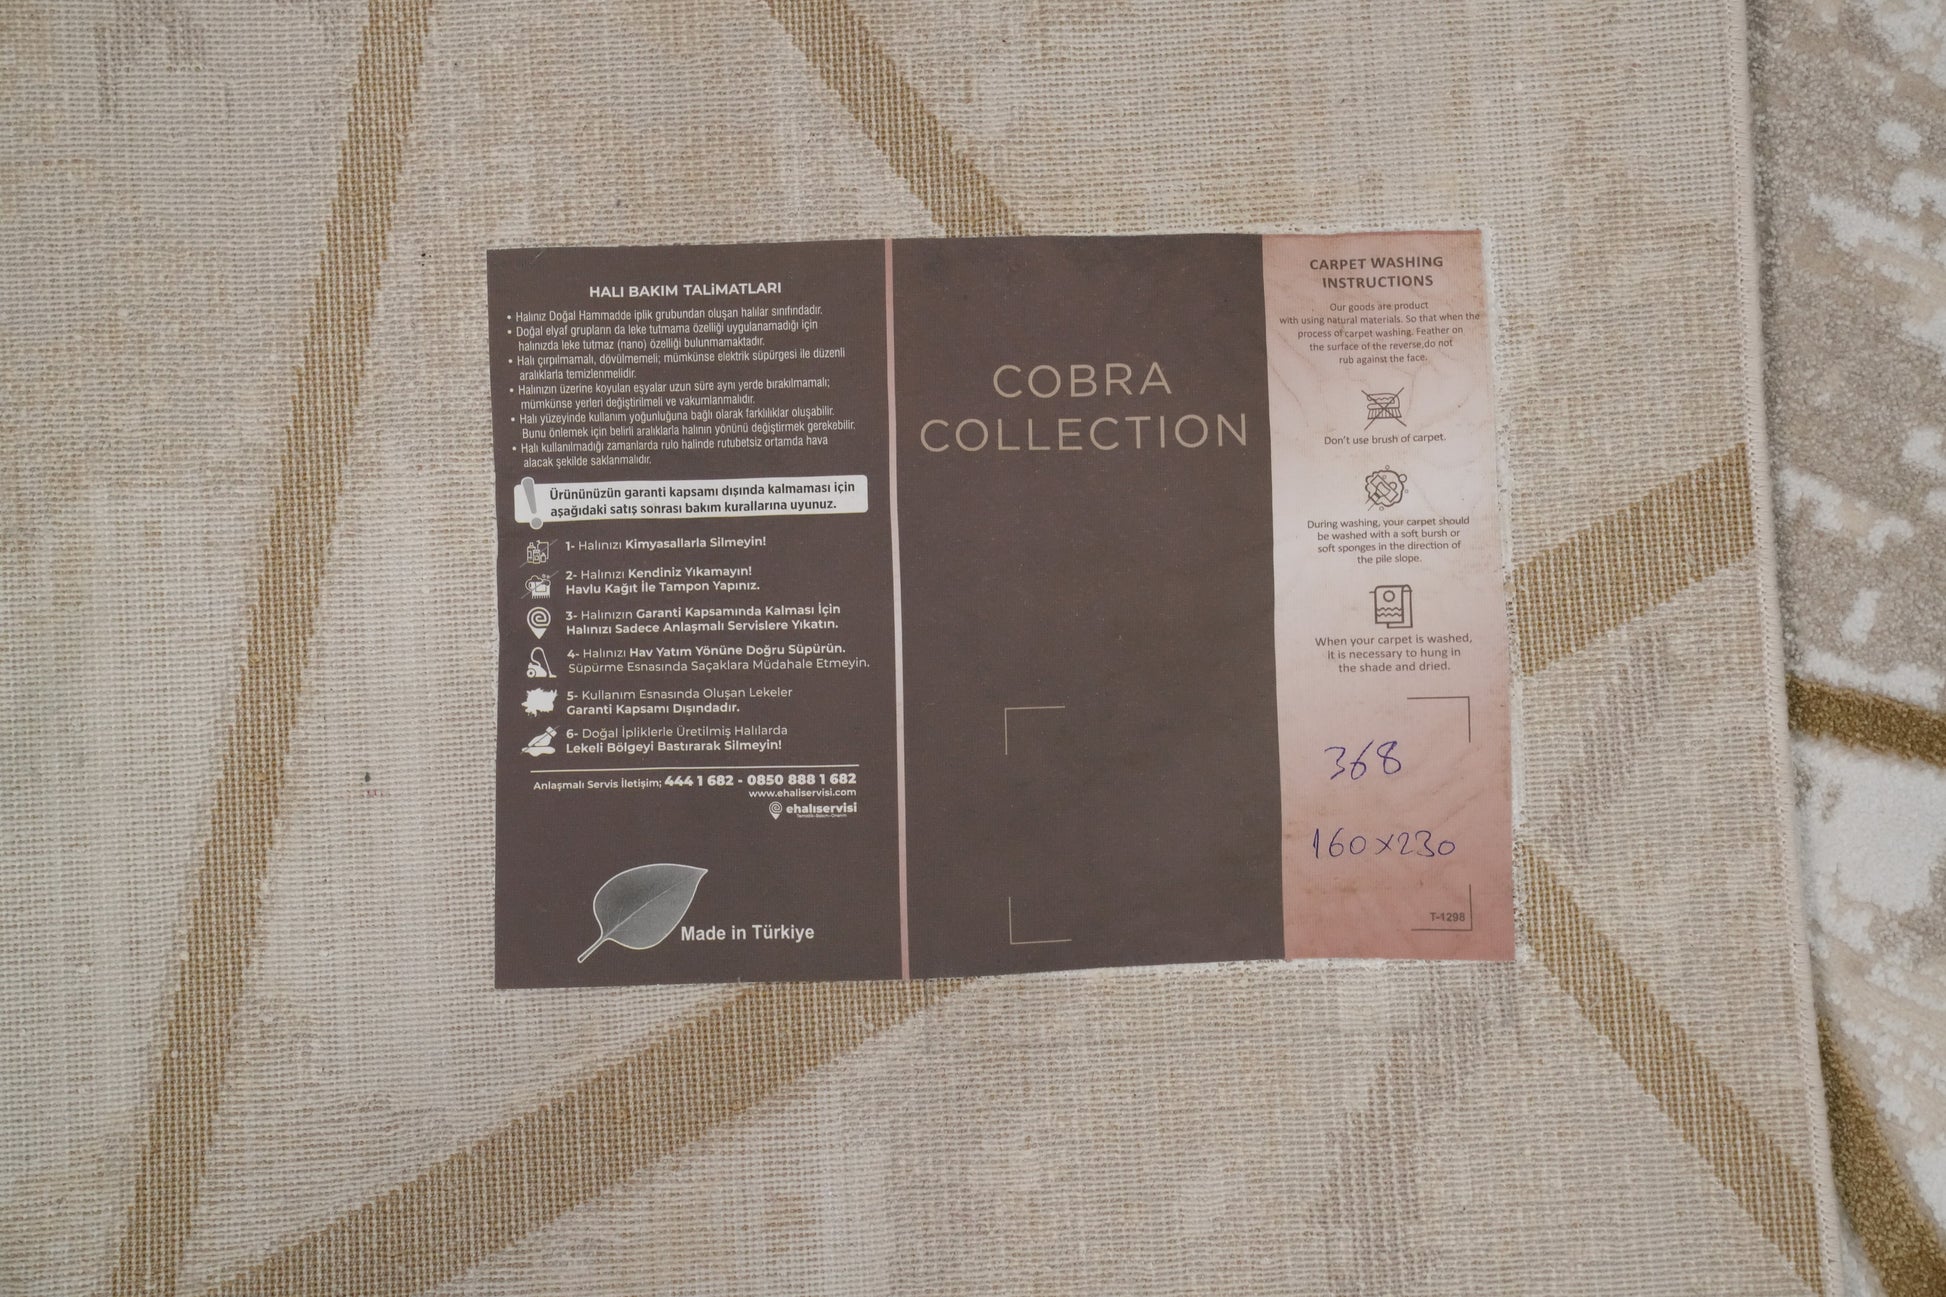 HALI BAKIM TALİMATLARI
• Halınız Doğal Hammadde iplik grubundan oluşan halılar sınıfındadır.
• Doğal elyaf grupların da leke tutmama özelliği uygulanamadığı için
halınızda leke tutmaz (nano) özelliği bulunmamaktadır.
• Halı çırpılmamalı, dövülmemeli; mümkünse elektrik süpürgesi ile düzenli
aralıklarla temizlenmelidir.
• Halınızın üzerine koyulan eşyalar uzun süre aynı yerde bırakılmamalı;
mümkünse yerleri değiştirilmeli ve vakumlanmalıdır.
• Halı yüzeyinde kullanım yoğunluğuna bağlı olarak farklılıklar oluşabilir.
Bunu önlemek için belirli aralıklarla halının yönünü değiştirmek gerekebilir.
• Halı kullanılmadığı zamanlarda rulo halinde rutubetsiz ortamda hava
alacak şekilde saklanmalıdır.
Ürününüzün garanti kapsamı dışında kalmaması için
aşağıdaki satış sonrası bakım kurallarına uyunuz.
1- Halınızı Kimyasallarla Silmeyin!
2- Halınızı Kendiniz Yıkamayın!
Havlu Kağıt İle Tampon Yapınız.
3- Halınızın Garanti Kapsamında Kalması İçin
Halınızı Sadece Anlaşmalı Servislere Yıkatın.
4- Halınızı Hav Yatım Yönüne Doğru Süpürün.
Süpürme Esnasında Saçaklara Müdahale Etmeyin.
5- Kullanım Esnasında Oluşan Lekeler
Garanti Kapsamı Dışındadır.
6- Doğal İpliklerle Üretilmiş Halılarda
Lekeli Bölgeyi Bastırarak Silmeyin!
Anlaşmalı Servis İletişim; 444 1 682 - 0850 888 1 682
www.ehaliservisi.com
ehalıservisi
Made in Türkiye
COBRA
COLLECTION
CARPET WASHING
INSTRUCTIONS
Our goods are product
with using natural materials. So that when the
process of carpet washing. Feather on
the surface of the reverse,do not
rub against the face.
Don't use brush of carpet.
During washing, your carpet should
be washed with a soft bursh or
soft sponges in the direction of
the pile slope.
When your carpet is washed,
it is necessary to hung in
the shade and dried.
368
160x230
T-1298